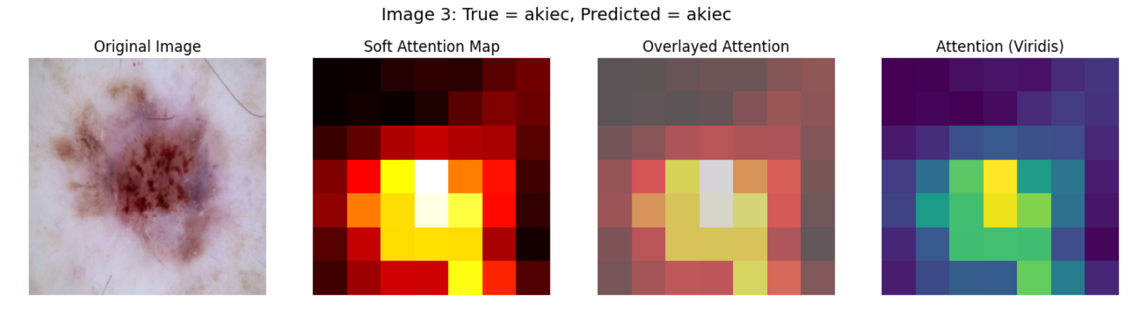 Image 3: True = akiec, Predicted = akiec
Original Image
Soft Attention Map
Overlayed Attention
Attention (Viridis)